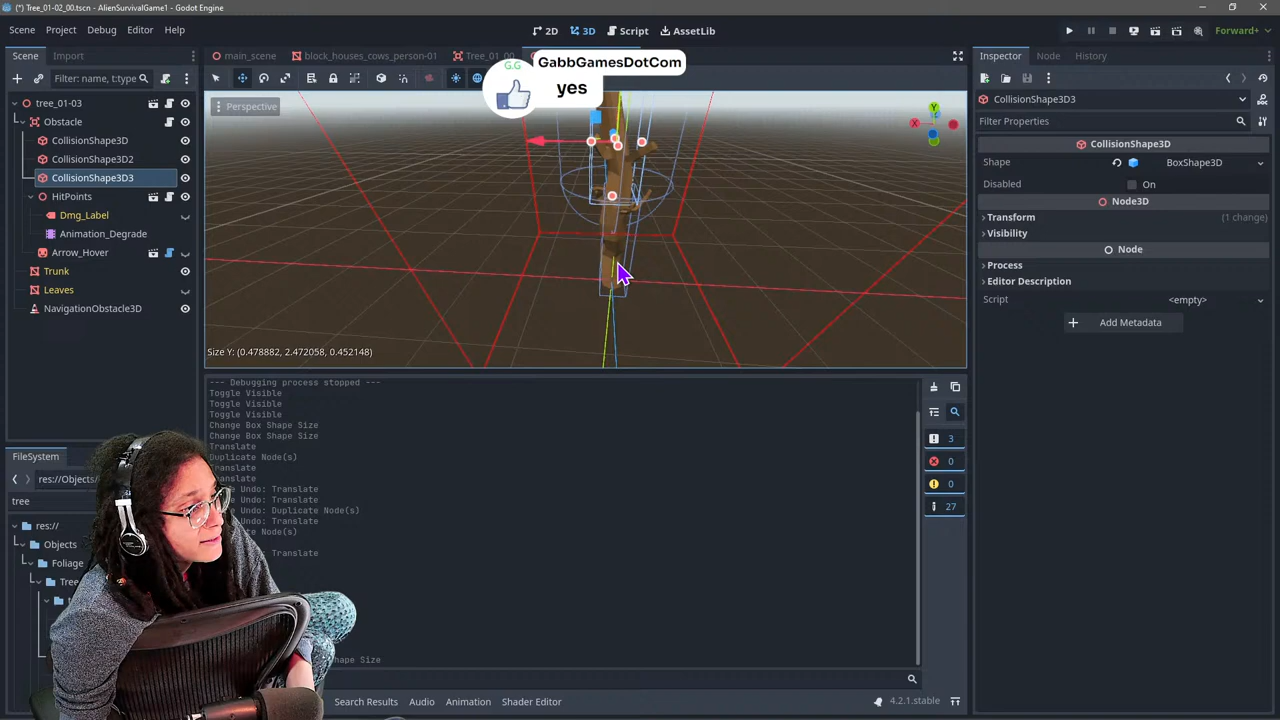 (*) Tree_01-02_00.tscn - AlienSurvivalGame1 - Godot Engine
Scene Project Debug Editor Help
2D 3D Script AssetLib
Forward+
Scene Import
main_scene block_houses_cows_person-01 Tree_01_00
G.G
GabbGamesDotCom
yes
Inspector Node History
Filter: name, t:type
Perspective
CollisionShape3D3
Filter Properties
tree_01-03
Obstacle
CollisionShape3D
CollisionShape3D2
CollisionShape3D3
HitPoints
Dmg_Label
Animation_Degrade
Arrow_Hover
Trunk
Leaves
NavigationObstacle3D
CollisionShape3D
Shape BoxShape3D
Disabled On
Node3D
Transform (1 change)
Visibility
Node
Process
Editor Description
Script <empty>
Add Metadata
Size Y: (0.478882, 2.472058, 0.452148)
--- Debugging process stopped ---
Toggle Visible
Toggle Visible
Toggle Visible
Change Box Shape Size
Change Box Shape Size
Translate
Duplicate Node(s)
Translate
Undo: Translate
Undo: Translate
Undo: Duplicate Node(s)
Undo: Translate
Node(s)
Translate
Shape Size
3
0
0
27
FileSystem
res://Objects/
tree
res://
Objects
Foliage
Search Results Audio Animation Shader Editor
4.2.1.stable